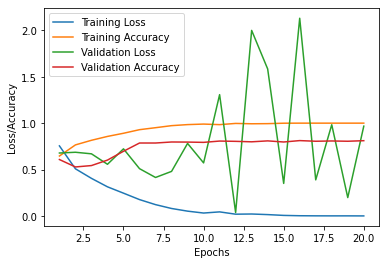 Training Loss
Training Accuracy
Validation Loss
Validation Accuracy
2.0
1.5
1.0
0.5
0.0
Loss/Accuracy
2.5 5.0 7.5 10.0 12.5 15.0 17.5 20.0
Epochs